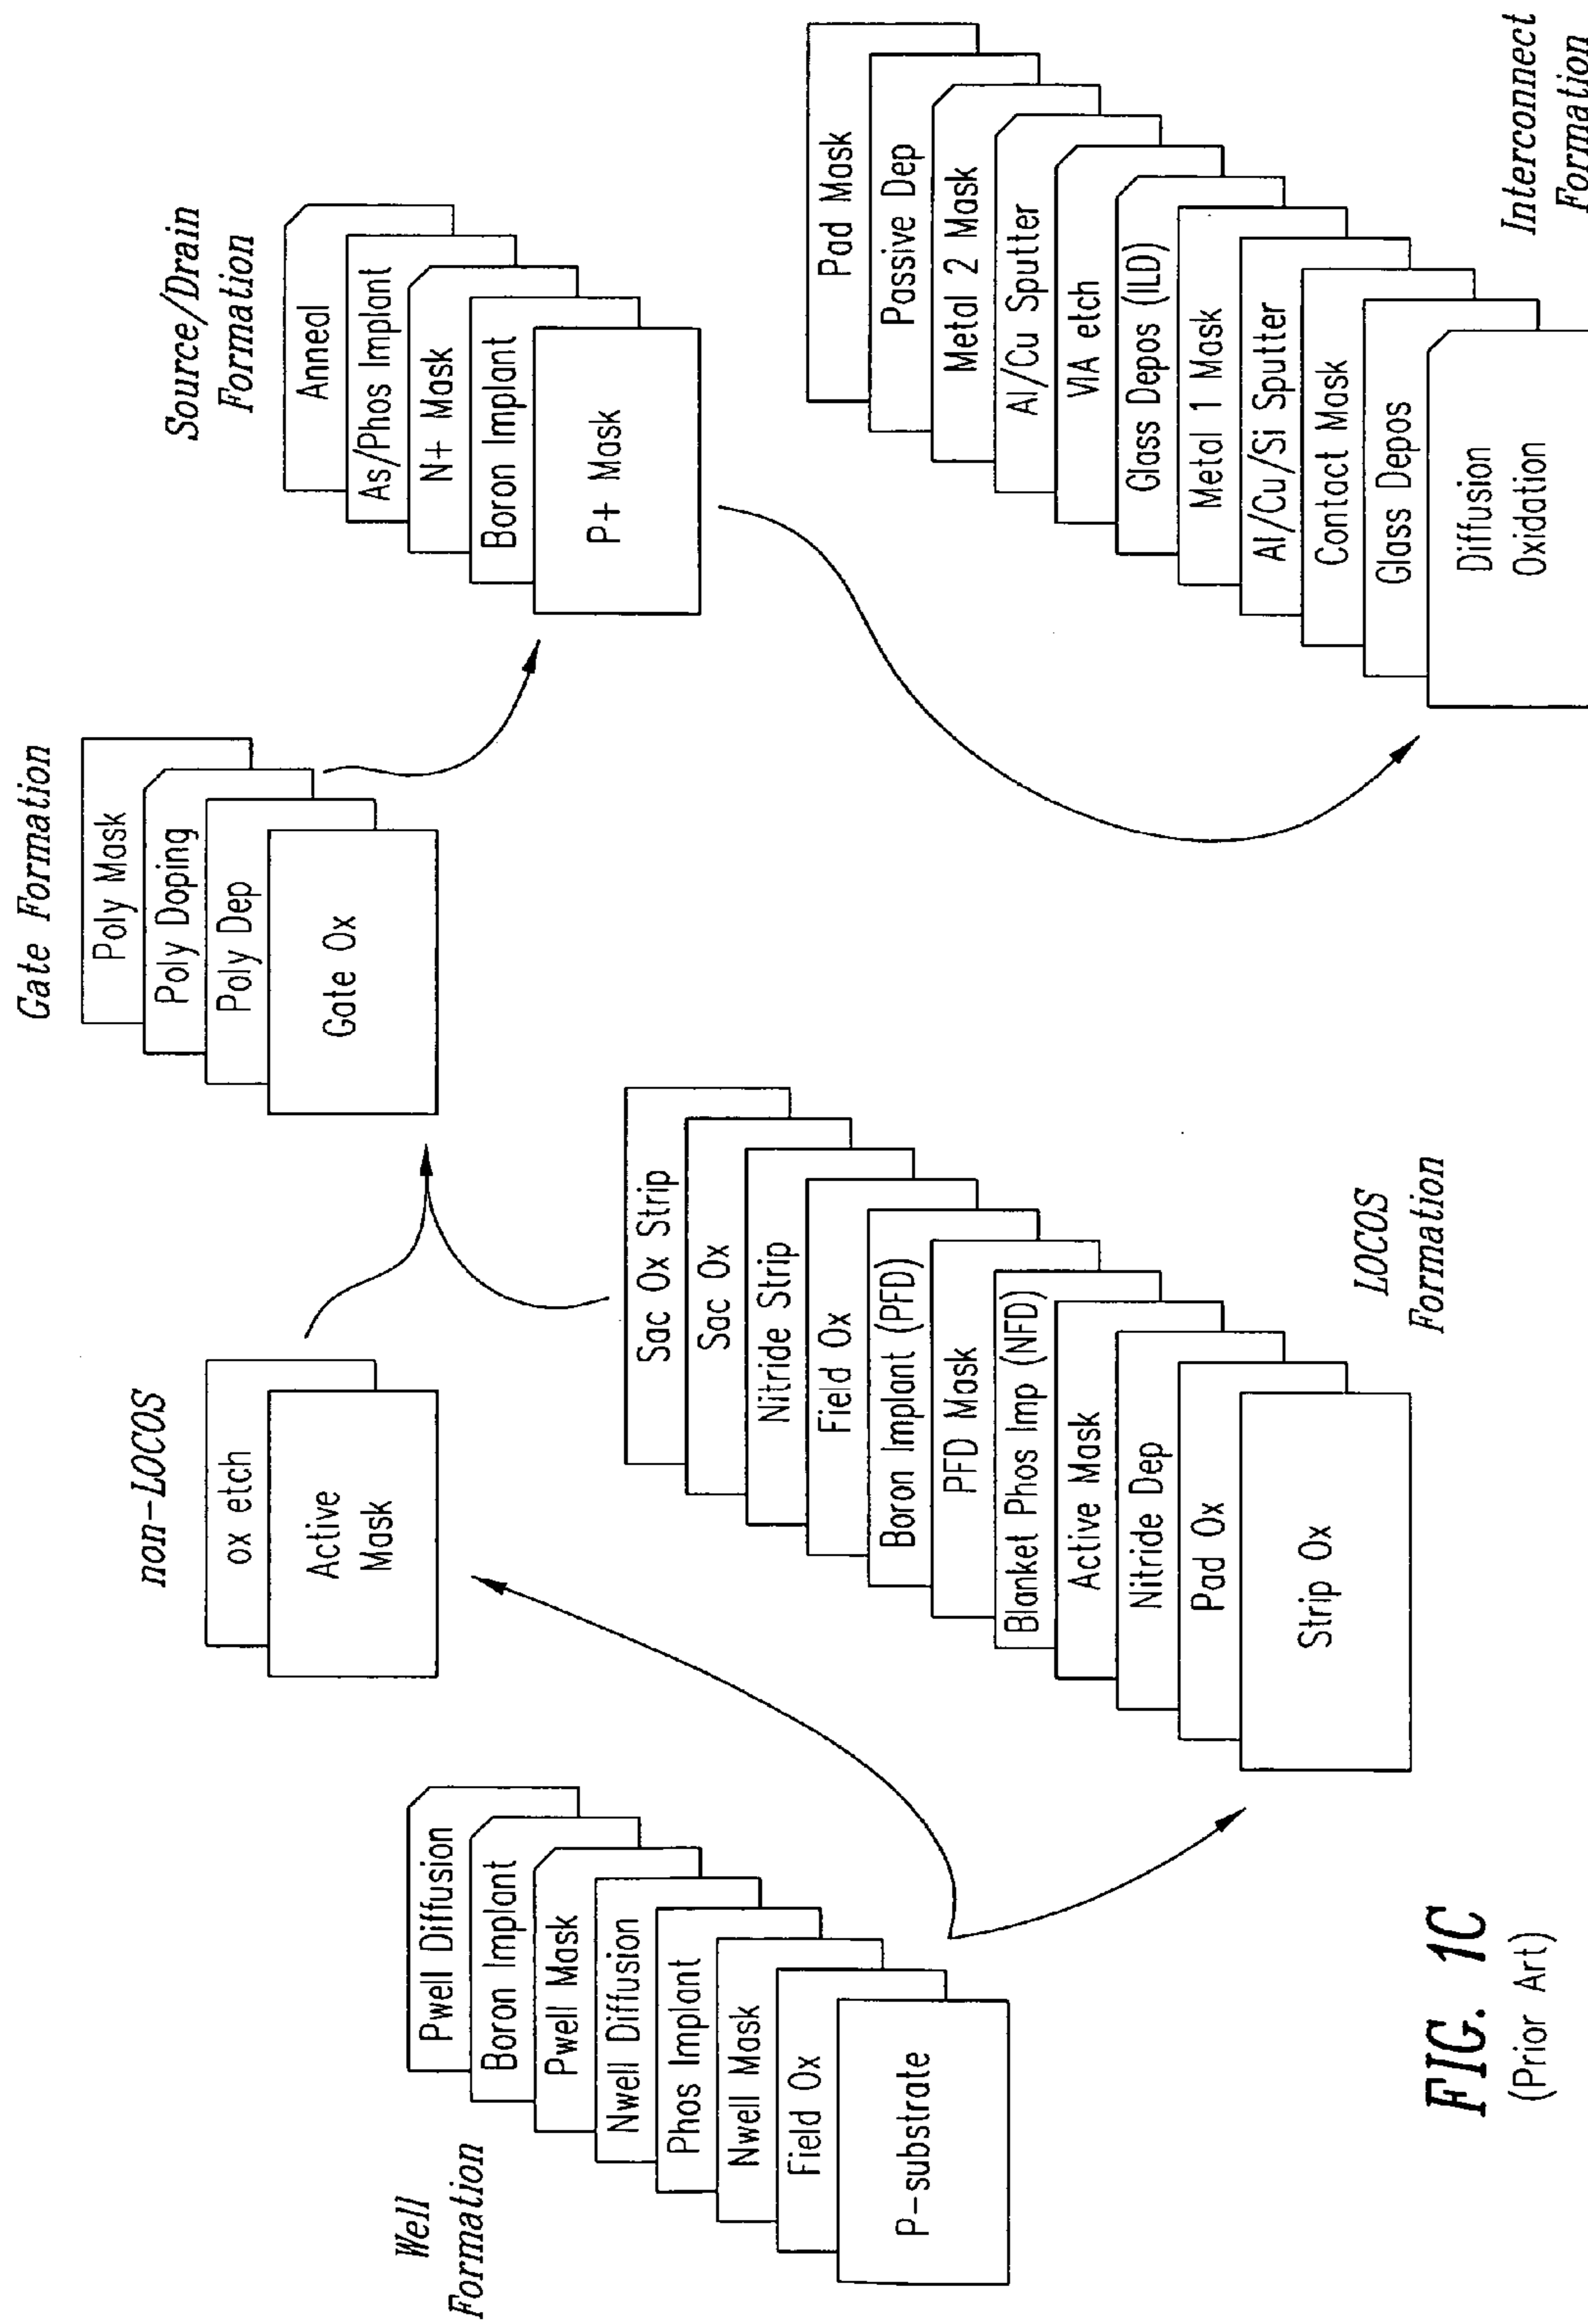 Well
Formation
Pwell Diffusion
Boron Implant
Pwell Mask
Nwell Diffusion
Phos Implant
Nwell Mask
Field Ox
P-substrate
non-LOCOS
ox etch
Active
Mask
Sac Ox Strip
Sac Ox
Nitride Strip
Field Ox
Boron Implant (PFD)
PFD Mask
Blanket Phos Imp (NFD)
Active Mask
Nitride Dep
Pad Ox
Strip Ox
LOCOS
Formation
Gate Formation
Poly Mask
Poly Doping
Poly Dep
Gate Ox
Source/Drain
Formation
Anneal
As/Phos Implant
N+ Mask
Boron Implant
P+ Mask
Pad Mask
Passive Dep
Metal 2 Mask
Al/Cu Sputter
VIA etch
Glass Depos (ILD)
Metal 1 Mask
Al/Cu/Si Sputter
Contact Mask
Glass Depos
Diffusion
Oxidation
Interconnect
Formation
FIG. 1C
(Prior Art)